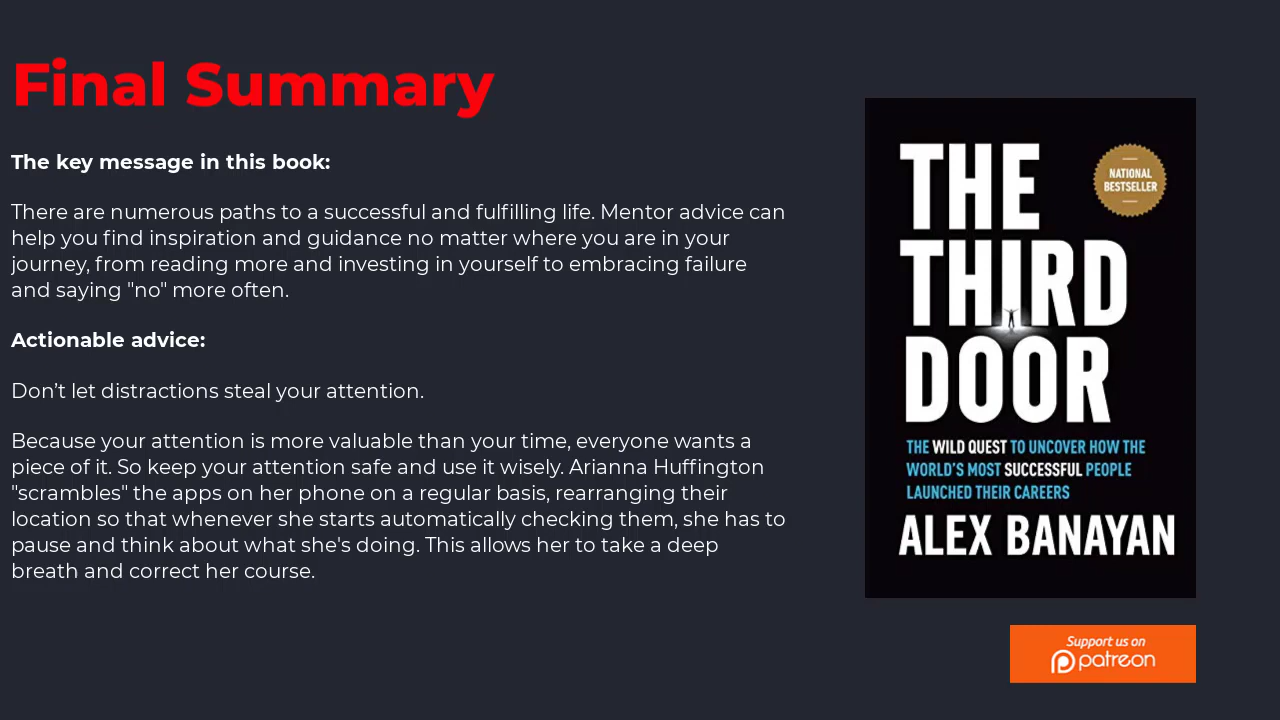 Final Summary
The key message in this book:
There are numerous paths to a successful and fulfilling life. Mentor advice can
help you find inspiration and guidance no matter where you are in your
journey, from reading more and investing in yourself to embracing failure
and saying "no" more often.
Actionable advice:
Don’t let distractions steal your attention.
Because your attention is more valuable than your time, everyone wants a
piece of it. So keep your attention safe and use it wisely. Arianna Huffington
"scrambles" the apps on her phone on a regular basis, rearranging their
location so that whenever she starts automatically checking them, she has to
pause and think about what she's doing. This allows her to take a deep
breath and correct her course.
THE
THIRD
DOOR
NATIONAL
BESTSELLER
THE WILD QUEST TO UNCOVER HOW THE
WORLD'S MOST SUCCESSFUL PEOPLE
LAUNCHED THEIR CAREERS
ALEX BANAYAN
Support us on
patreon